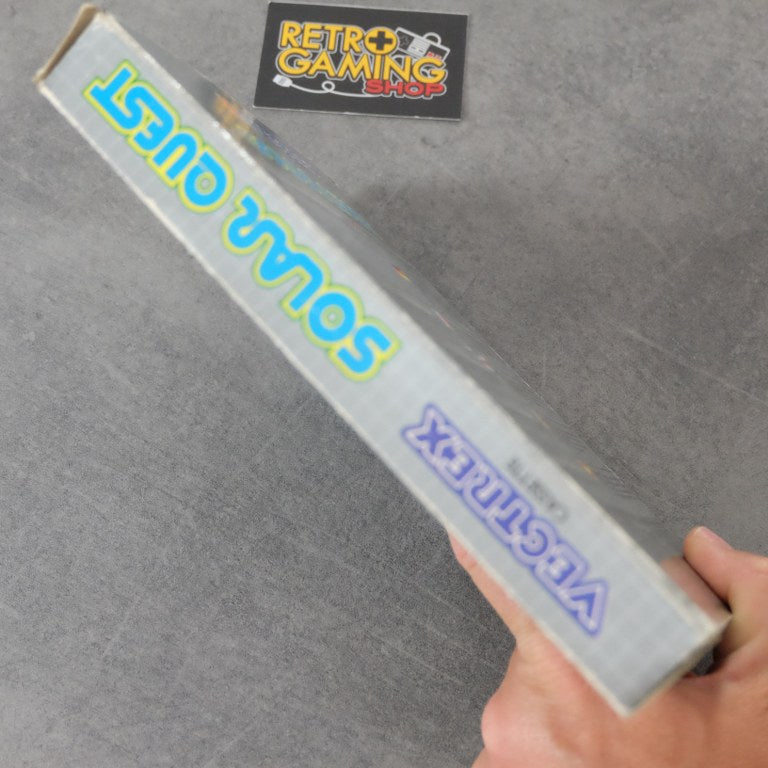 RETRO
GAMING
SHOP
SOLAR QUEST
VECTREX
CASSETTE